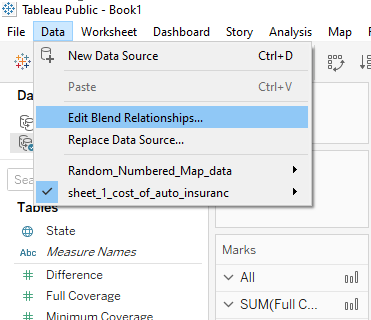 Tableau Public - Book1
File Data Worksheet Dashboard Story Analysis Map
New Data Source Ctrl+D
Paste Ctrl+V
Edit Blend Relationships...
Replace Data Source...
Random_Numbered_Map_data
sheet_1_cost_of_auto_insuranc
Da
Sea
Tables
State
Abc Measure Names
Difference
Full Coverage
Minimum Coverage
Marks
All
SUM(Full C...